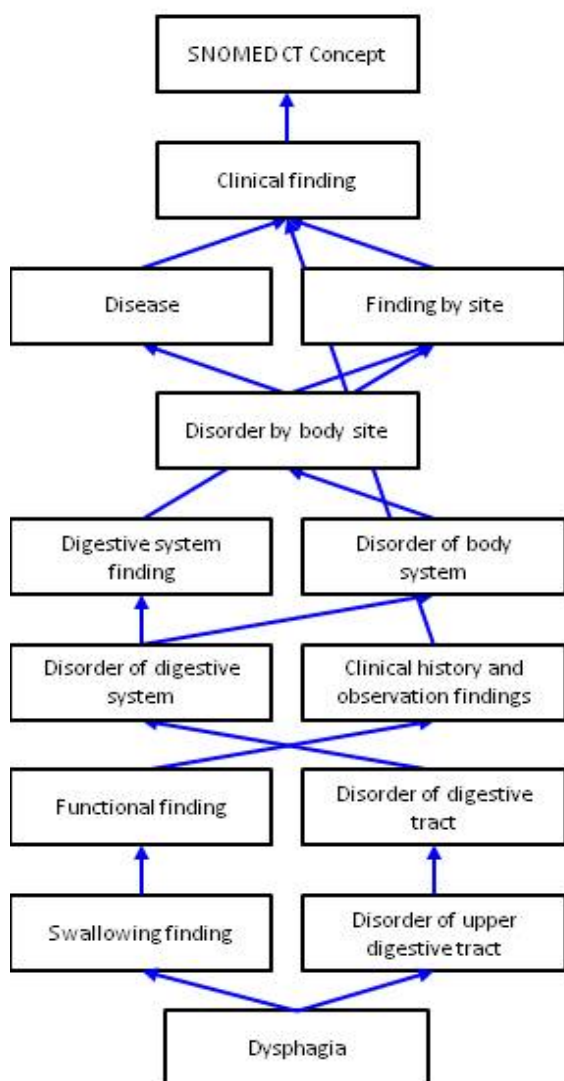 SNOMED CT Concept
Clinical finding
Disease
Finding by site
Disorder by body site
Digestive system
finding
Disorder of body
system
Disorder of digestive
system
Clinical history and
observation findings
Functional finding
Disorder of digestive
tract
Swallowing finding
Disorder of upper
digestive tract
Dysphagia